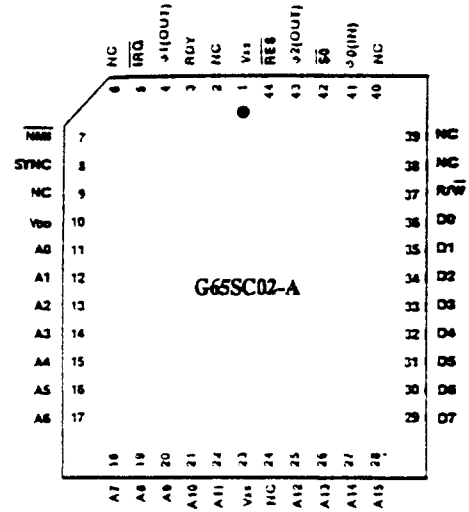 NC IRQ φ1(OUT) RDY NC Vss RES φ2(OUT) SO φ0(IN) NC
6 5 4 3 2 1 44 43 42 41 40
NMI 7
SYNC 8
NC 9
VDD 10
A0 11
A1 12
A2 13
A3 14
A4 15
A5 16
A6 17
G65SC02-A
39 NC
38 NC
37 R/W
36 D0
35 D1
34 D2
33 D3
32 D4
31 D5
30 D6
29 D7
18 19 20 21 22 23 24 25 26 27 28
A7 A8 A9 A10 A11 Vss NC A12 A13 A14 A15